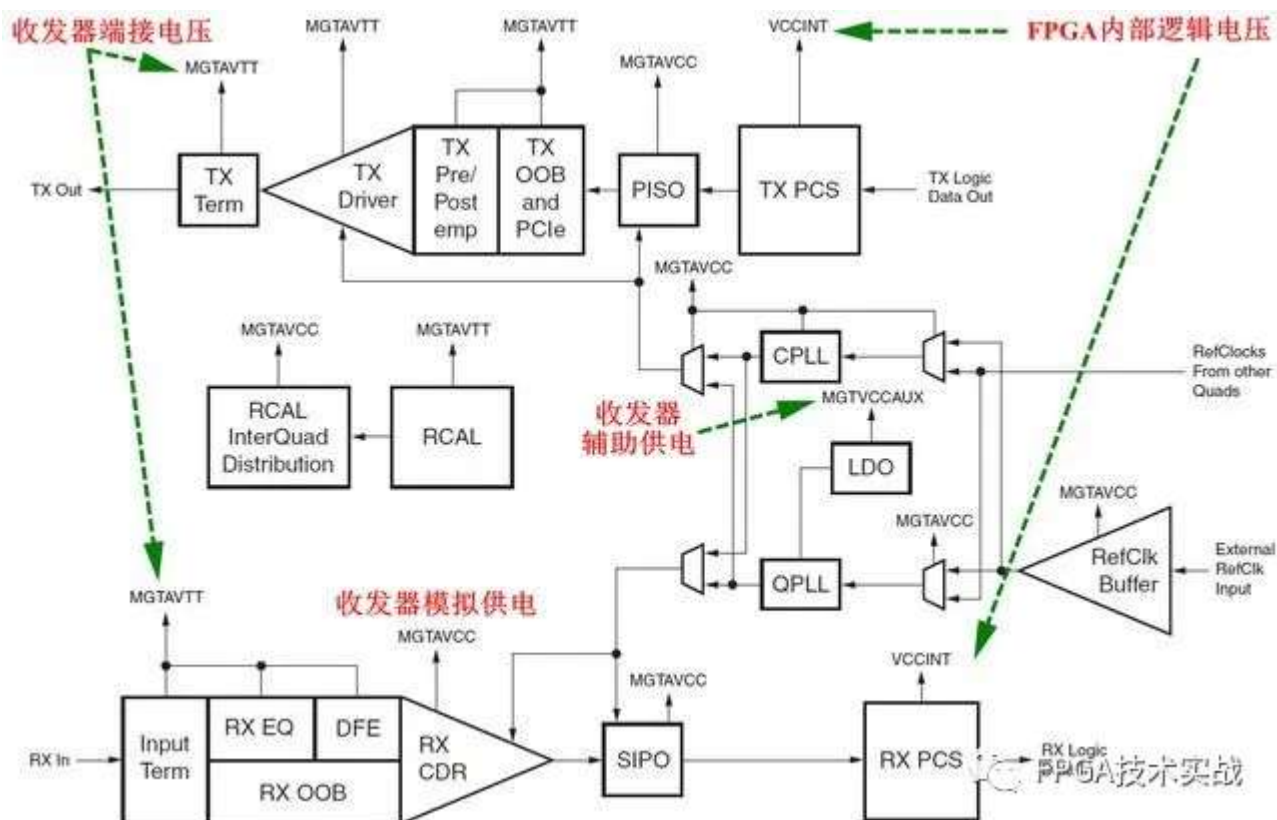 收发器端接电压
MGTAVTT
MGTAVTT
MGTAVTT
MGTAVCC
VCCINT
FPGA内部逻辑电压
TX Out
TX
Term
TX
Driver
TX
Pre/
Post
emp
TX
OOB
and
PCIe
PISO
TX PCS
TX Logic
Data Out
MGTAVCC
MGTAVCC
RCAL
InterQuad
Distribution
MGTAVTT
RCAL
CPLL
RefClocks
From other
Quads
收发器
辅助供电
MGTVCCAUX
LDO
MGTAVCC
QPLL
MGTAVCC
RefClk
Buffer
External
RefClk
Input
MGTAVTT
收发器模拟供电
MGTAVCC
RX In
Input
Term
RX EQ
DFE
RX OOB
RX
CDR
MGTAVCC
SIPO
VCCINT
RX PCS
RX Logic
FPGA技术实战